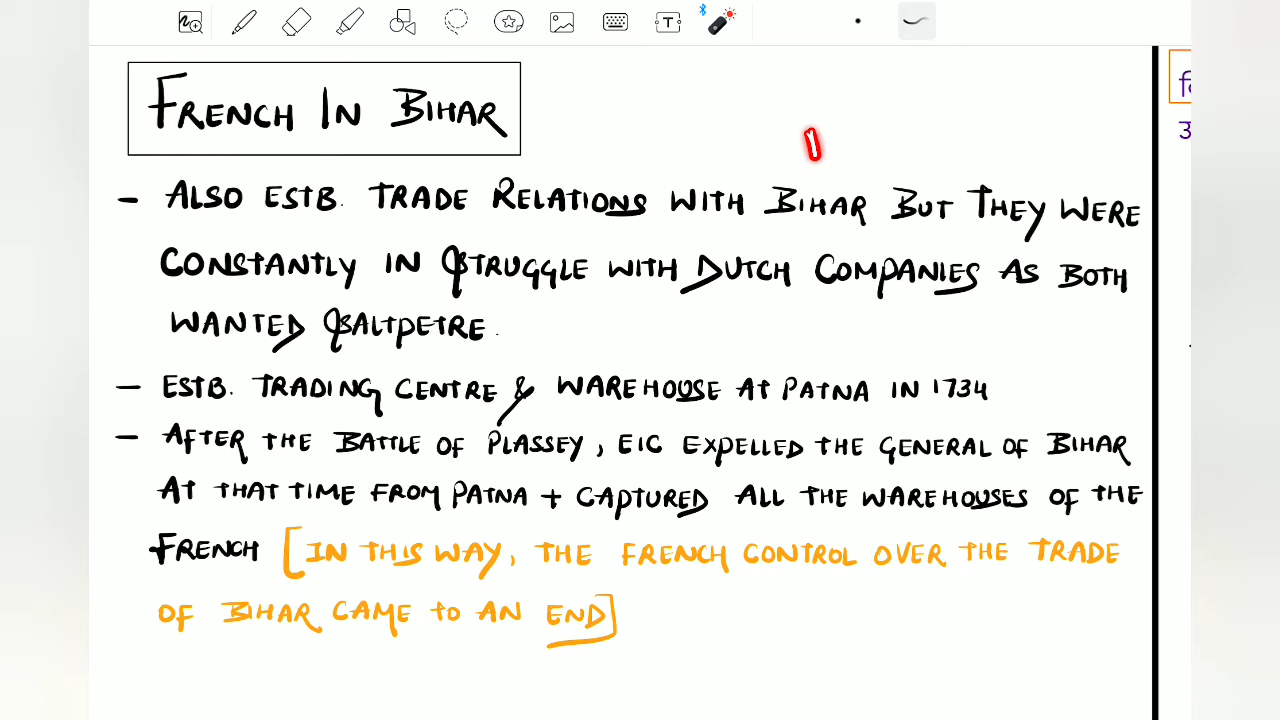 FRENCH IN BIHAR
- ALSO ESTB. TRADE RELATIONS WITH BIHAR BUT THEY WERE
CONSTANTLY IN STRUGGLE WITH DUTCH COMPANIES AS BOTH
WANTED SALTPETRE.
- ESTB. TRADING CENTRE & WAREHOUSE AT PATNA IN 1734
- AFTER THE BATTLE OF PLASSEY, EIC EXPELLED THE GENERAL OF BIHAR
AT THAT TIME FROM PATNA + CAPTURED ALL THE WAREHOUSES OF THE
FRENCH [IN THIS WAY, THE FRENCH CONTROL OVER THE TRADE
OF BIHAR CAME TO AN END]